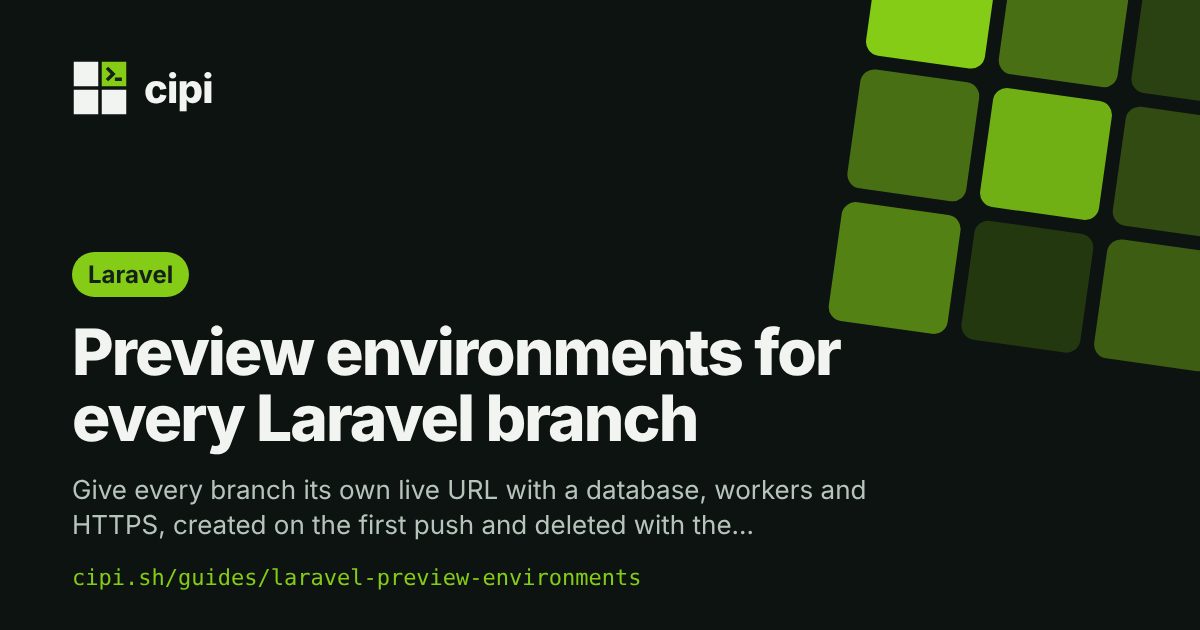 cipi
Laravel
Preview environments for
every Laravel branch
Give every branch its own live URL with a database, workers and
HTTPS, created on the first push and deleted with the...
cipi.sh/guides/laravel-preview-environments